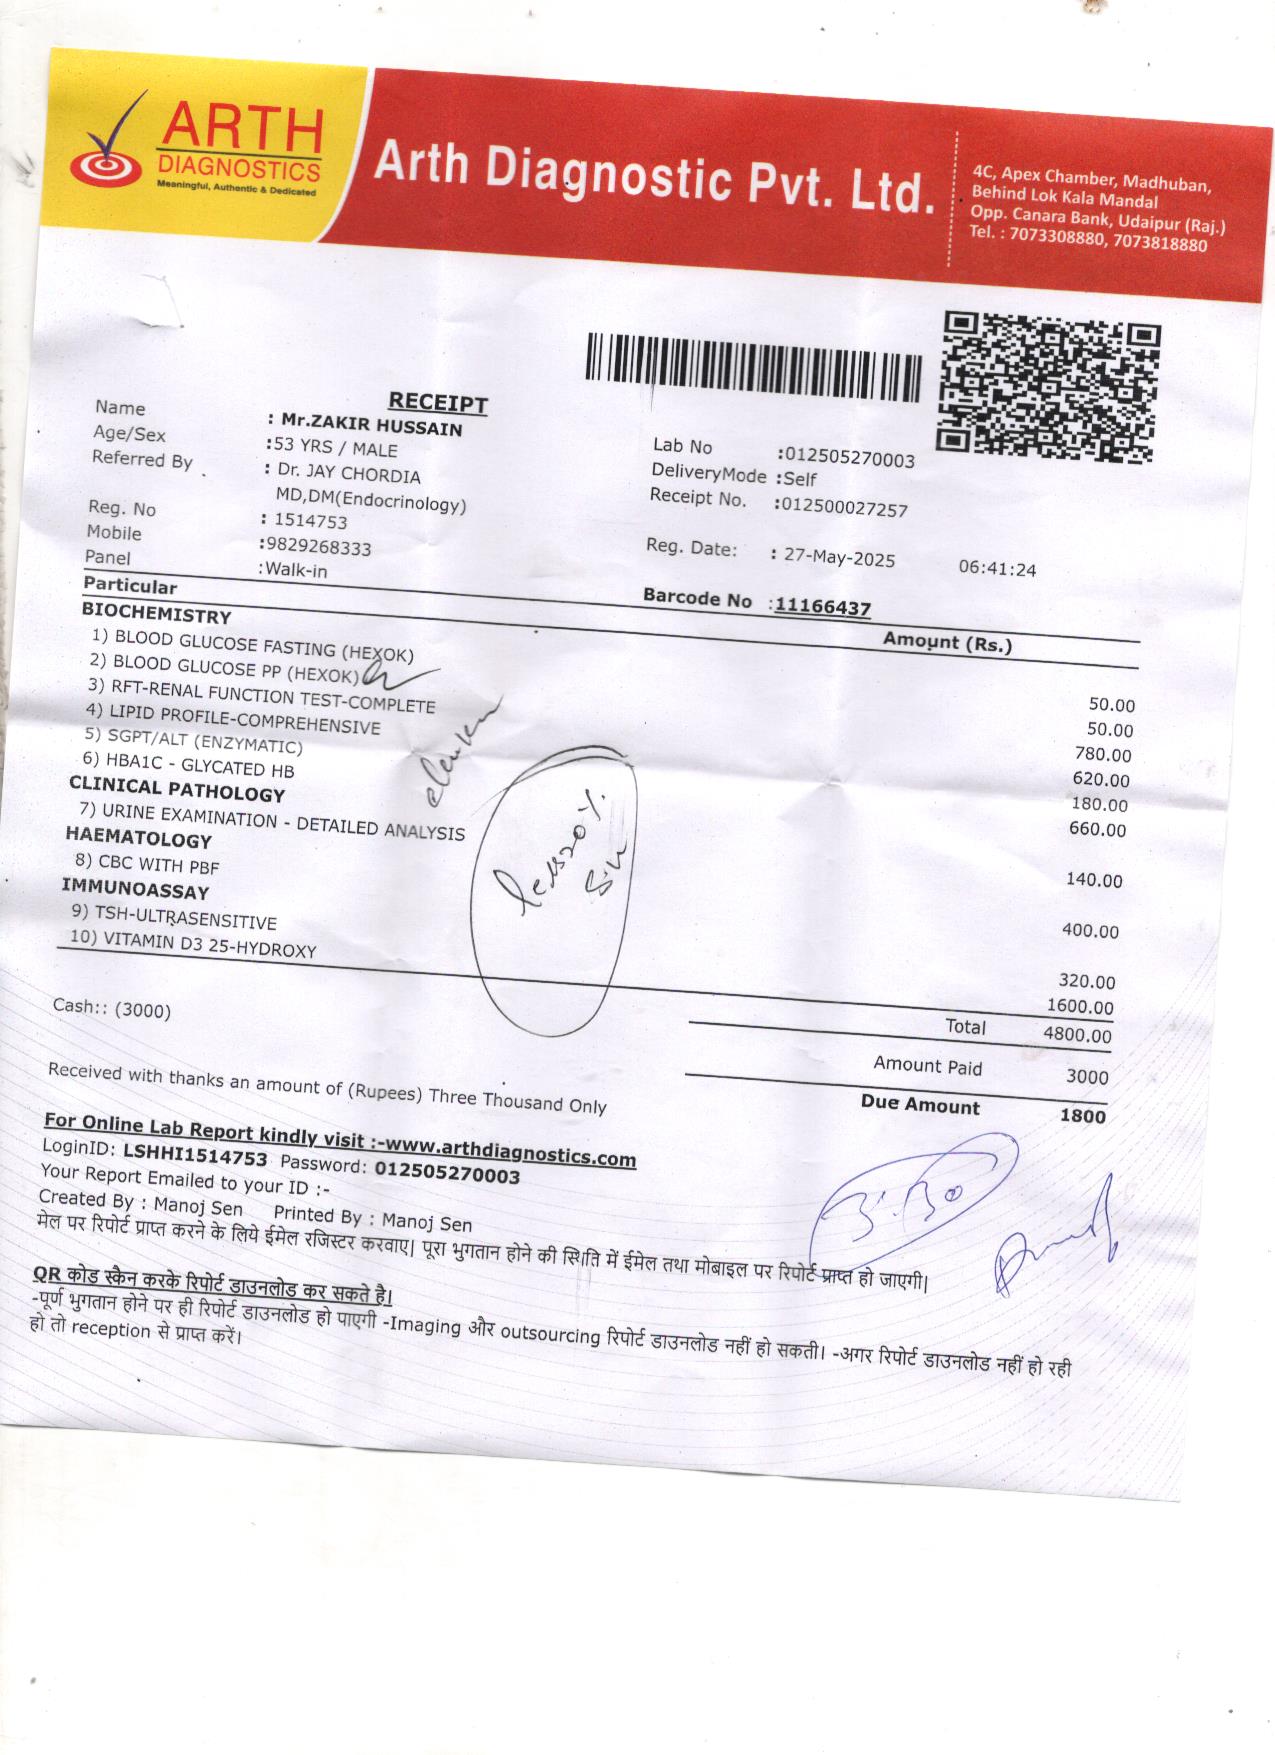 ARTH
DIAGNOSTICS
Meaningful, Authentic & Dedicated
Arth Diagnostic Pvt. Ltd.
4C, Apex Chamber, Madhuban,
Behind Lok Kala Mandal
Opp. Canara Bank, Udaipur (Raj.)
Tel. : 7073308880, 7073818880
RECEIPT
Name : Mr.ZAKIR HUSSAIN
Age/Sex :53 YRS / MALE
Referred By : Dr. JAY CHORDIA
MD,DM(Endocrinology)
Reg. No : 1514753
Mobile :9829268333
Panel :Walk-in
Lab No :012505270003
DeliveryMode :Self
Receipt No. :012500027257
Reg. Date: : 27-May-2025 06:41:24
Barcode No :11166437
Particular Amount (Rs.)
BIOCHEMISTRY
1) BLOOD GLUCOSE FASTING (HEXOK) 50.00
2) BLOOD GLUCOSE PP (HEXOK) 50.00
3) RFT-RENAL FUNCTION TEST-COMPLETE 780.00
4) LIPID PROFILE-COMPREHENSIVE 620.00
5) SGPT/ALT (ENZYMATIC) 180.00
6) HBA1C - GLYCATED HB 660.00
CLINICAL PATHOLOGY
7) URINE EXAMINATION - DETAILED ANALYSIS 140.00
HAEMATOLOGY
8) CBC WITH PBF 400.00
IMMUNOASSAY
9) TSH-ULTRASENSITIVE 320.00
10) VITAMIN D3 25-HYDROXY 1600.00
Less 20%
Total 4800.00
Cash:: (3000)
Amount Paid 3000
Due Amount 1800
Received with thanks an amount of (Rupees) Three Thousand Only
For Online Lab Report kindly visit :-www.arthdiagnostics.com
LoginID: LSHHI1514753 Password: 012505270003
Your Report Emailed to your ID :-
Created By : Manoj Sen Printed By : Manoj Sen
मेल पर रिपोर्ट प्राप्त करने के लिये ईमेल रजिस्टर करवाए| पूरा भुगतान होने की स्थिति में ईमेल तथा मोबाइल पर रिपोर्ट प्राप्त हो जाएगी|
QR कोड स्कैन करके रिपोर्ट डाउनलोड कर सकते है।
-पूर्ण भुगतान होने पर ही रिपोर्ट डाउनलोड हो पाएगी -Imaging और outsourcing रिपोर्ट डाउनलोड नहीं हो सकती। -अगर रिपोर्ट डाउनलोड नहीं हो रही
हो तो reception से प्राप्त करें।